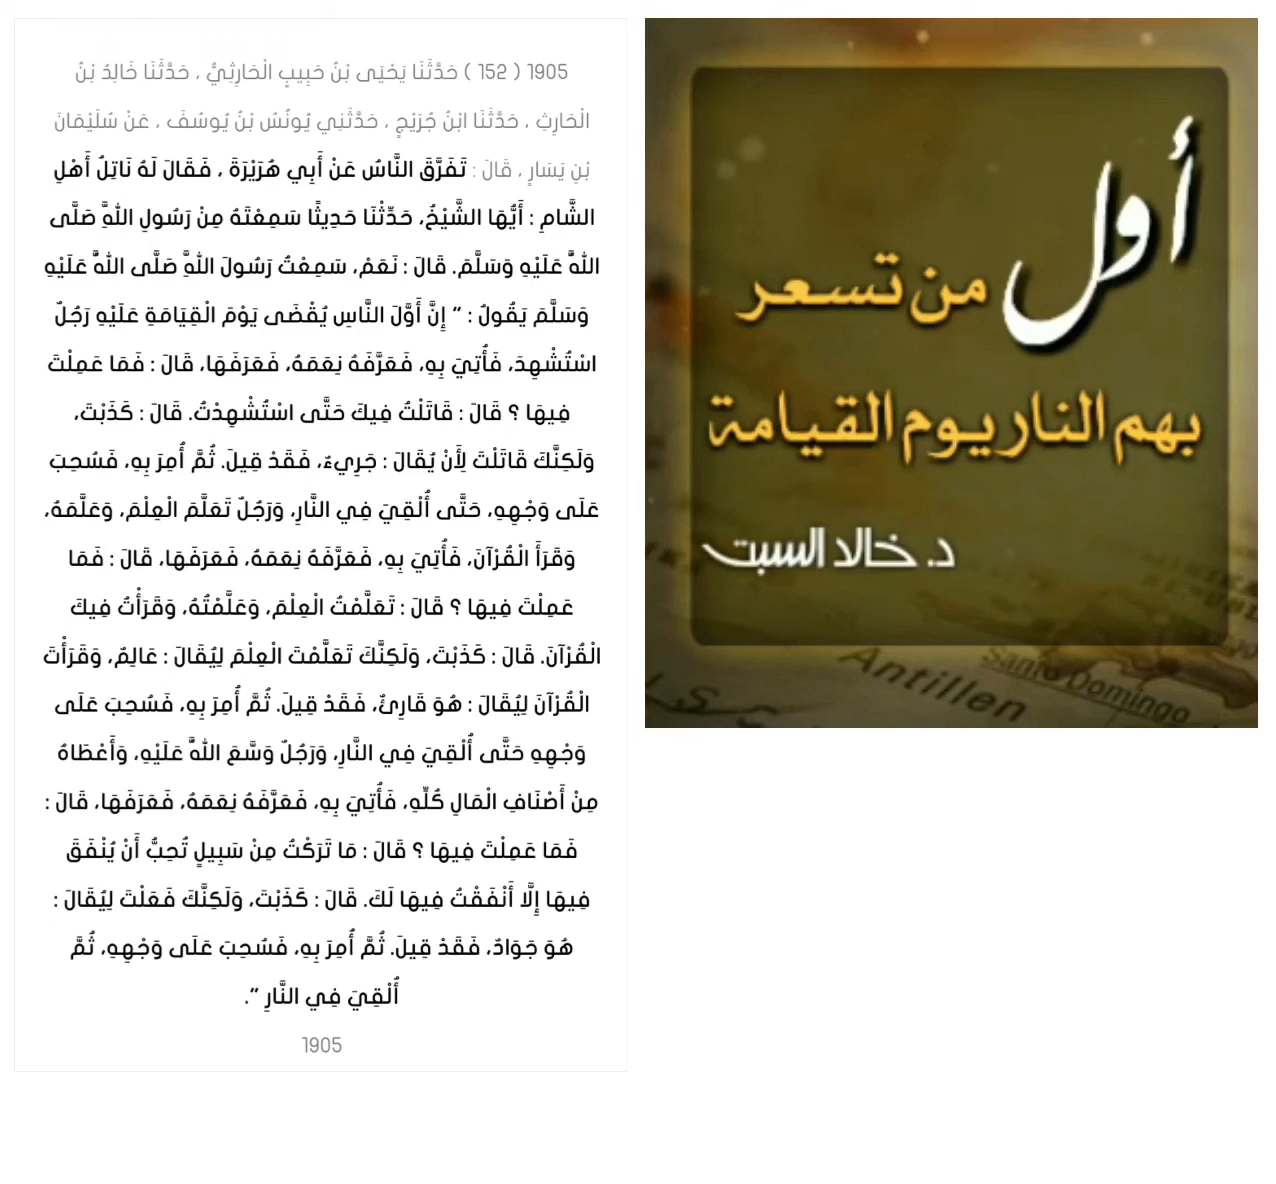 1905 ( 152 ) حَدَّثَنَا يَحْيَى بْنُ حَبِيبٍ الْحَارِثِيُّ ، حَدَّثَنَا خَالِدُ بْنُ
الْحَارِثِ ، حَدَّثَنَا ابْنُ جُرَيْجٍ ، حَدَّثَنِي يُونُسُ بْنُ يُوسُفَ ، عَنْ سُلَيْمَانَ
بْنِ يَسَارٍ ، قَالَ : تَفَرَّقَ النَّاسُ عَنْ أَبِي هُرَيْرَةَ ، فَقَالَ لَهُ نَاتِلُ أَهْلِ
الشَّامِ : أَيُّهَا الشَّيْخُ، حَدِّثْنَا حَدِيثًا سَمِعْتَهُ مِنْ رَسُولِ اللَّهِ صَلَّى
اللَّهُ عَلَيْهِ وَسَلَّمَ. قَالَ : نَعَمْ، سَمِعْتُ رَسُولَ اللَّهِ صَلَّى اللَّهُ عَلَيْهِ
وَسَلَّمَ يَقُولُ : " إِنَّ أَوَّلَ النَّاسِ يُقْضَى يَوْمَ الْقِيَامَةِ عَلَيْهِ رَجُلٌ
اسْتُشْهِدَ، فَأُتِيَ بِهِ، فَعَرَّفَهُ نِعَمَهُ، فَعَرَفَهَا، قَالَ : فَمَا عَمِلْتَ
فِيهَا ؟ قَالَ : قَاتَلْتُ فِيكَ حَتَّى اسْتُشْهِدْتُ. قَالَ : كَذَبْتَ،
وَلَكِنَّكَ قَاتَلْتَ لِأَنْ يُقَالَ : جَرِيءٌ، فَقَدْ قِيلَ. ثُمَّ أُمِرَ بِهِ، فَسُحِبَ
عَلَى وَجْهِهِ، حَتَّى أُلْقِيَ فِي النَّارِ، وَرَجُلٌ تَعَلَّمَ الْعِلْمَ، وَعَلَّمَهُ،
وَقَرَأَ الْقُرْآنَ، فَأُتِيَ بِهِ، فَعَرَّفَهُ نِعَمَهُ، فَعَرَفَهَا، قَالَ : فَمَا
عَمِلْتَ فِيهَا ؟ قَالَ : تَعَلَّمْتُ الْعِلْمَ، وَعَلَّمْتُهُ، وَقَرَأْتُ فِيكَ
الْقُرْآنَ. قَالَ : كَذَبْتَ، وَلَكِنَّكَ تَعَلَّمْتَ الْعِلْمَ لِيُقَالَ : عَالِمٌ، وَقَرَأْتَ
الْقُرْآنَ لِيُقَالَ : هُوَ قَارِئٌ، فَقَدْ قِيلَ. ثُمَّ أُمِرَ بِهِ، فَسُحِبَ عَلَى
وَجْهِهِ حَتَّى أُلْقِيَ فِي النَّارِ، وَرَجُلٌ وَسَّعَ اللَّهُ عَلَيْهِ، وَأَعْطَاهُ
مِنْ أَصْنَافِ الْمَالِ كُلِّهِ، فَأُتِيَ بِهِ، فَعَرَّفَهُ نِعَمَهُ، فَعَرَفَهَا، قَالَ :
فَمَا عَمِلْتَ فِيهَا ؟ قَالَ : مَا تَرَكْتُ مِنْ سَبِيلٍ تُحِبُّ أَنْ يُنْفَقَ
فِيهَا إِلَّا أَنْفَقْتُ فِيهَا لَكَ. قَالَ : كَذَبْتَ، وَلَكِنَّكَ فَعَلْتَ لِيُقَالَ :
هُوَ جَوَادٌ، فَقَدْ قِيلَ. ثُمَّ أُمِرَ بِهِ، فَسُحِبَ عَلَى وَجْهِهِ، ثُمَّ
أُلْقِيَ فِي النَّارِ ".
1905
أول
من تسعر
بهم النار يوم القيامة
د. خالد السبت
Antillen
Santo Domingo